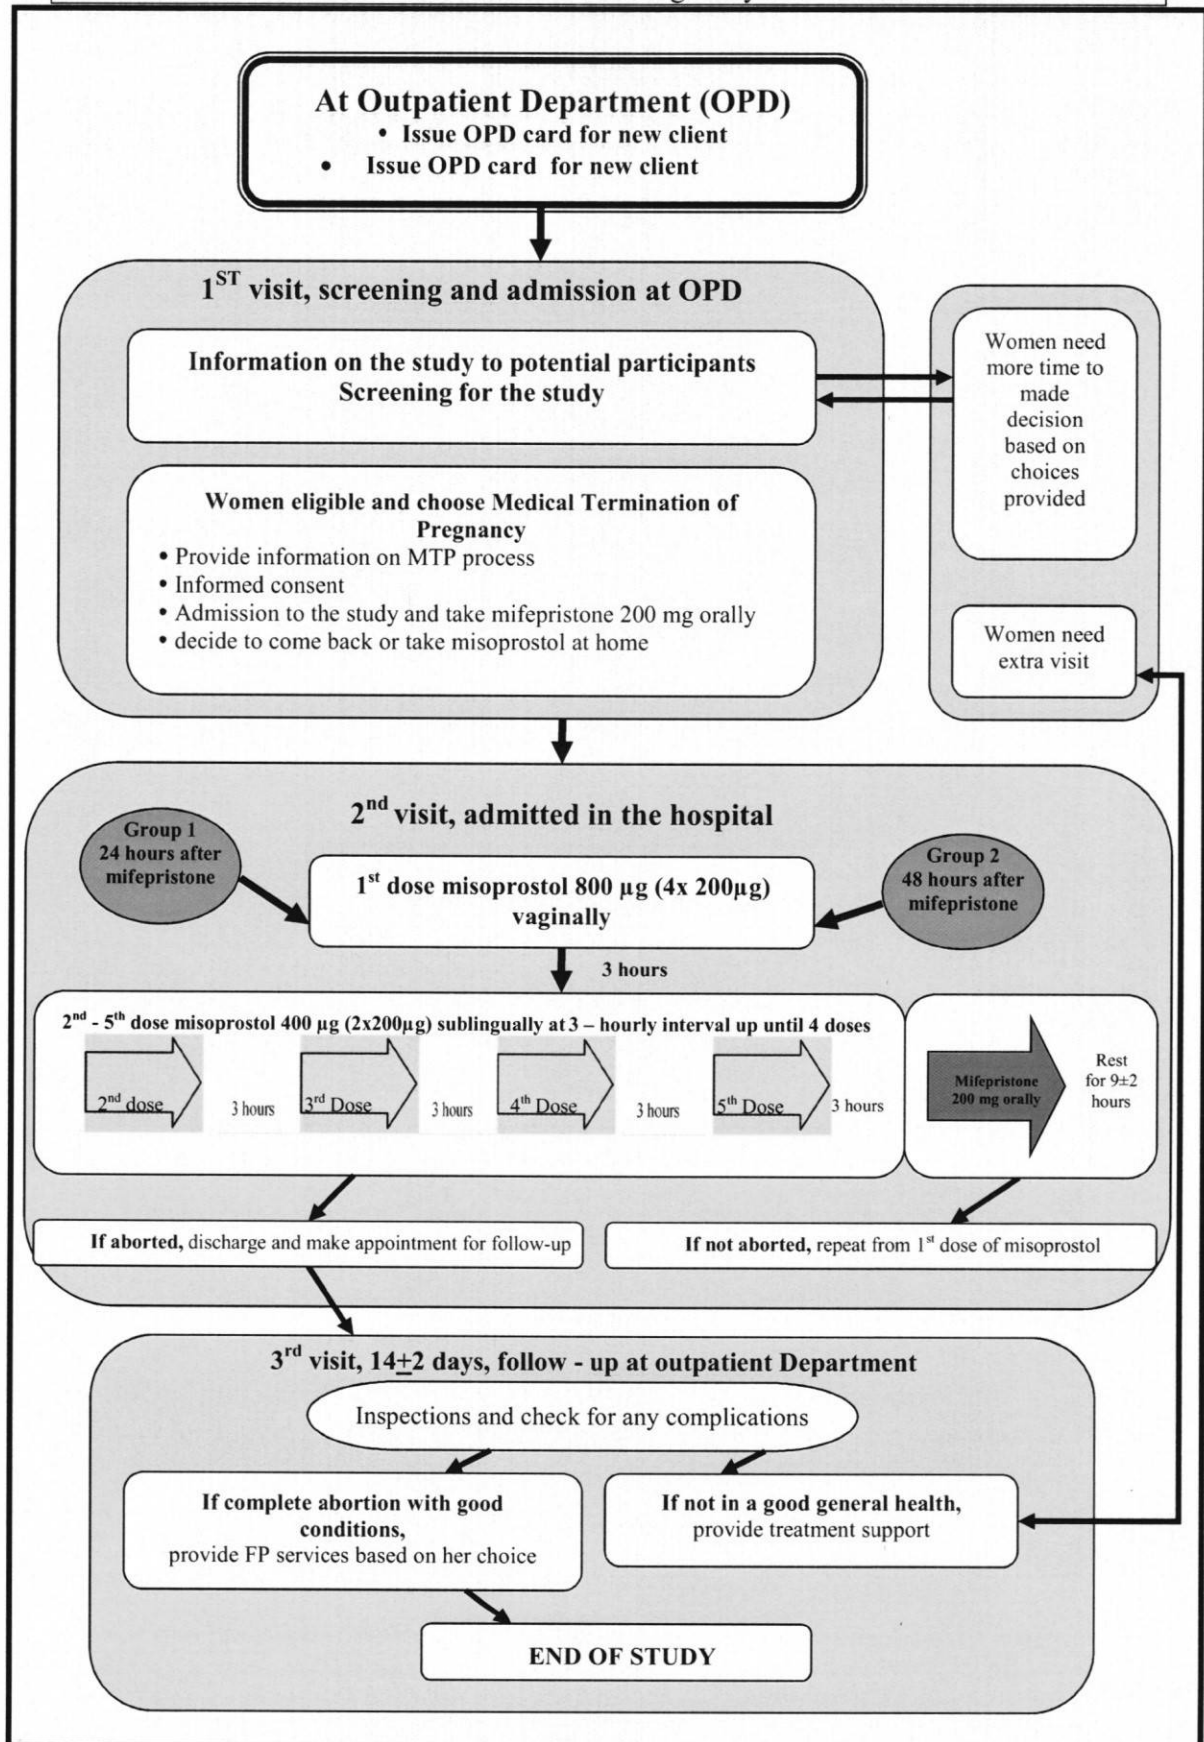 At Outpatient Department (OPD)
• Issue OPD card for new client
• Issue OPD card for new client
1ST visit, screening and admission at OPD
Information on the study to potential participants
Screening for the study
Women need
more time to
made
decision
based on
choices
provided
Women eligible and choose Medical Termination of
Pregnancy
• Provide information on MTP process
• Informed consent
• Admission to the study and take mifepristone 200 mg orally
• decide to come back or take misoprostol at home
Women need
extra visit
2nd visit, admitted in the hospital
Group 1
24 hours after
mifepristone
1st dose misoprostol 800 µg (4x 200µg)
vaginally
Group 2
48 hours after
mifepristone
3 hours
2nd - 5th dose misoprostol 400 µg (2x200µg) sublingually at 3 – hourly interval up until 4 doses
2nd dose
3 hours
3rd Dose
3 hours
4th Dose
3 hours
5th Dose
3 hours
Mifepristone
200 mg orally
Rest
for 9±2
hours
If aborted, discharge and make appointment for follow-up
If not aborted, repeat from 1st dose of misoprostol
3rd visit, 14±2 days, follow - up at outpatient Department
Inspections and check for any complications
If complete abortion with good
conditions,
provide FP services based on her choice
If not in a good general health,
provide treatment support
END OF STUDY